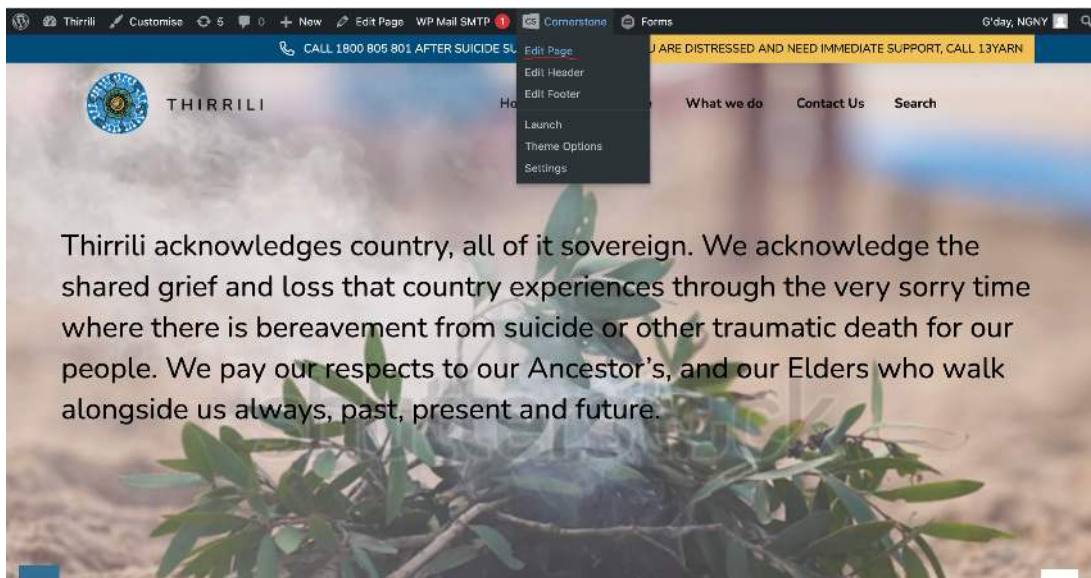 Thirrili Customise 6 0 + New Edit Page WP Mail SMTP 1 CS Cornerstone Forms G'day, NGNY
CALL 1800 805 801 AFTER SUICIDE ARE DISTRESSED AND NEED IMMEDIATE SUPPORT, CALL 13YARN
Edit Page
Edit Header
Edit Footer
Launch
Theme Options
Settings
THIRRILI
What we do Contact Us Search
Thirrili acknowledges country, all of it sovereign. We acknowledge the
shared grief and loss that country experiences through the very sorry time
where there is bereavement from suicide or other traumatic death for our
people. We pay our respects to our Ancestor's, and our Elders who walk
alongside us always, past, present and future.
shutterstock